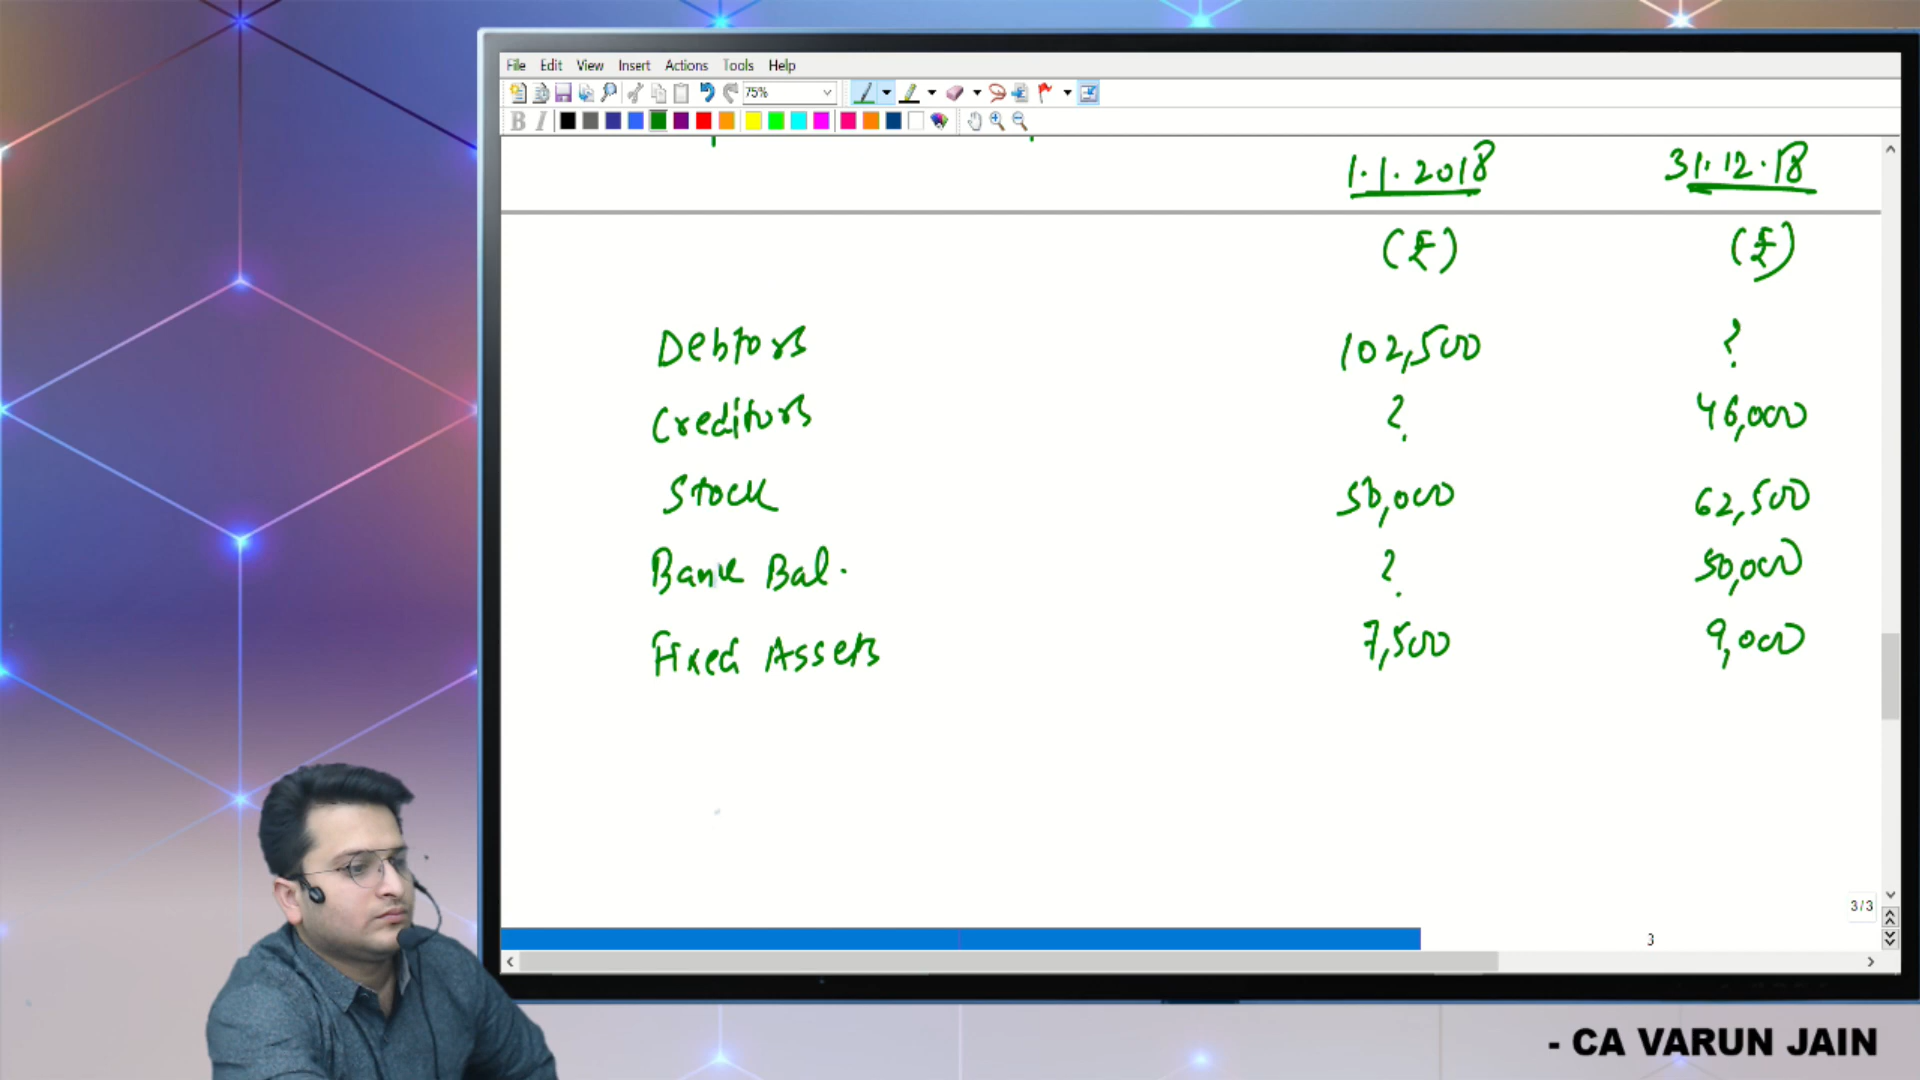 File Edit View Insert Actions Tools Help
75%
B I
1.1.2018 31.12.18
(₹) (₹)
Debtors 102,500 ?
Creditors ? 46,000
Stock 50,000 62,500
Bank Bal. ? 50,000
Fixed Assets 7,500 9,000
3/3
3
- CA VARUN JAIN